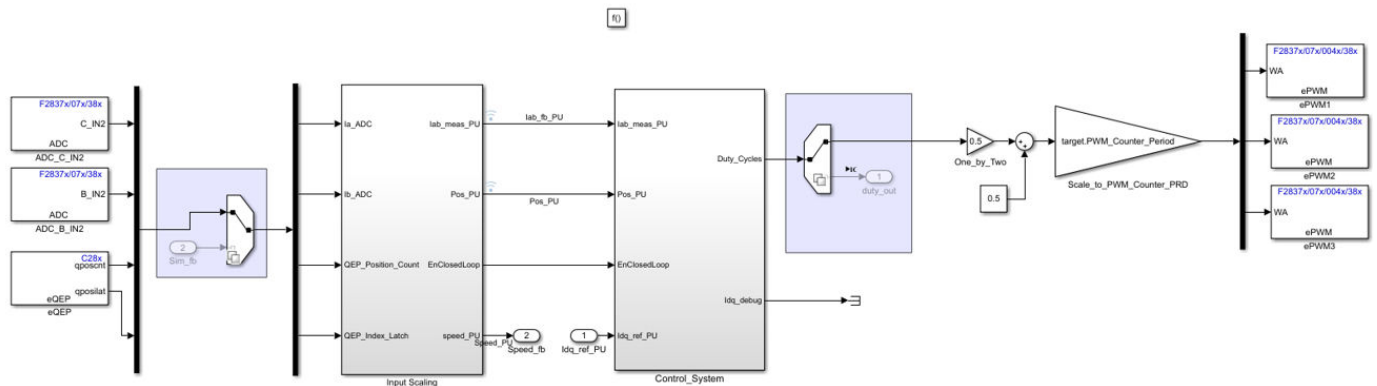 f()
F2837x/07x/38x
C_IN2
ADC
ADC_C_IN2
F2837x/07x/38x
B_IN2
ADC
ADC_B_IN2
C28x
qposcnt
qposilat
eQEP
eQEP
2
Sim_fb
Ia_ADC
Ib_ADC
QEP_Position_Count
QEP_Index_Latch
Iab_meas_PU
Pos_PU
EnClosedLoop
speed_PU
Input Scaling
Iab_fb_PU
Pos_PU
Speed_PU
2
Speed_fb
1
Idq_ref_PU
Iab_meas_PU
Pos_PU
EnClosedLoop
Idq_ref_PU
Duty_Cycles
Idq_debug
Control_System
IC
1
duty_out
0.5
One_by_Two
0.5
target.PWM_Counter_Period
Scale_to_PWM_Counter_PRD
F2837x/07x/004x/38x
WA
ePWM
ePWM1
F2837x/07x/004x/38x
WA
ePWM
ePWM2
F2837x/07x/004x/38x
WA
ePWM
ePWM3